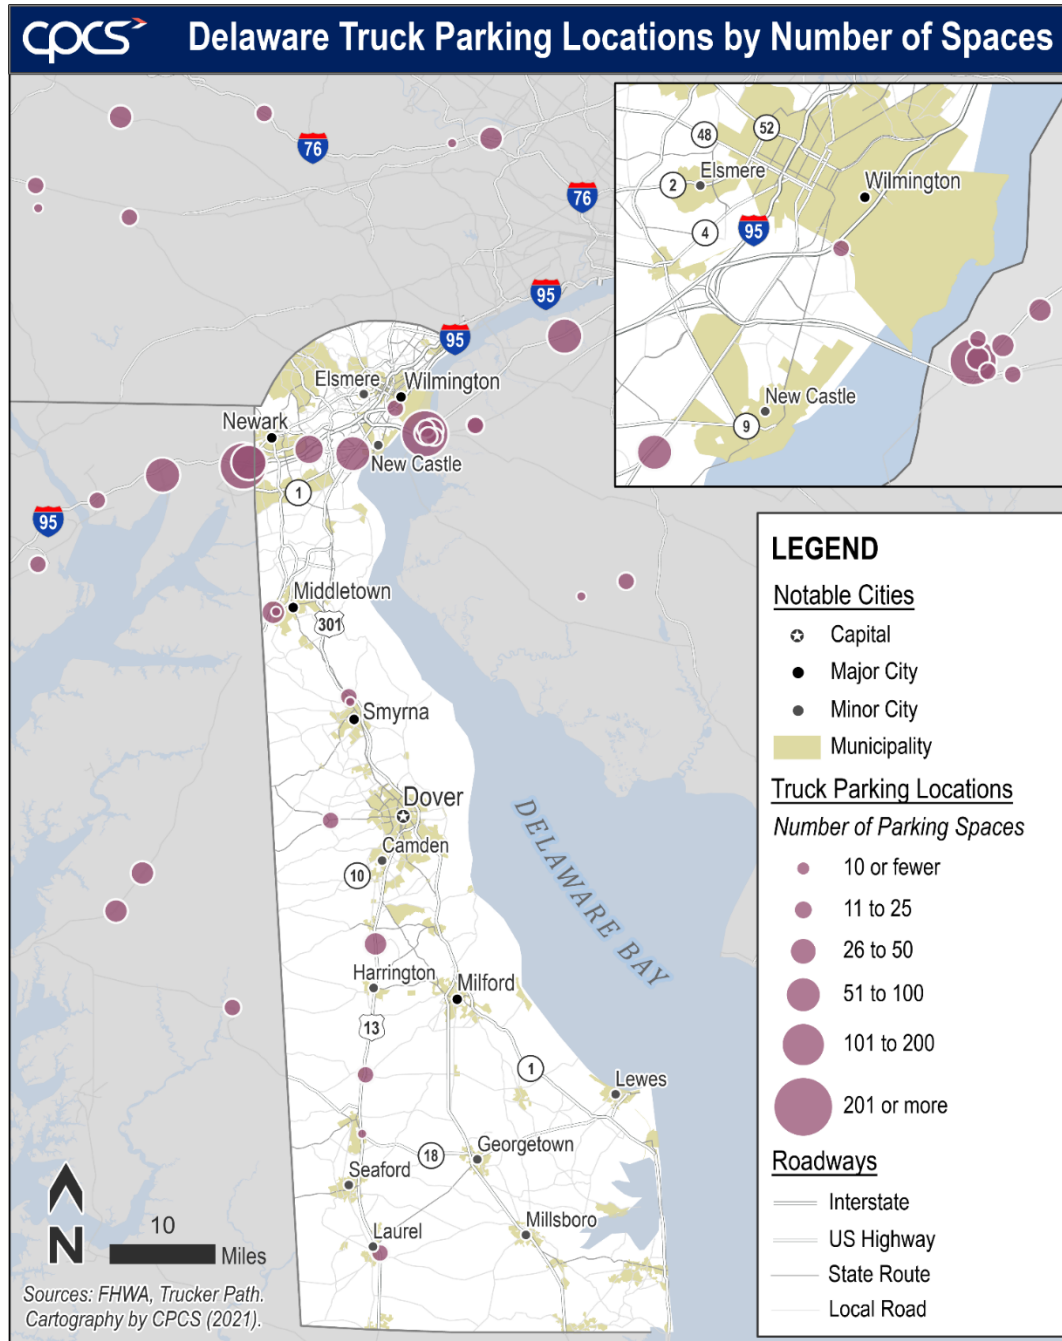 cpcs
Delaware Truck Parking Locations by Number of Spaces
76
76
95
95
Elsmere
Wilmington
Newark
New Castle
1
95
Middletown
301
Smyrna
Dover
Camden
10
DELAWARE BAY
Harrington
Milford
13
1
Lewes
18
Georgetown
Seaford
Laurel
Millsboro
52
48
Elsmere
2
Wilmington
4
95
New Castle
9
LEGEND
Notable Cities
Capital
Major City
Minor City
Municipality
Truck Parking Locations
Number of Parking Spaces
10 or fewer
11 to 25
26 to 50
51 to 100
101 to 200
201 or more
Roadways
Interstate
US Highway
State Route
Local Road
N
10
Miles
Sources: FHWA, Trucker Path.
Cartography by CPCS (2021).